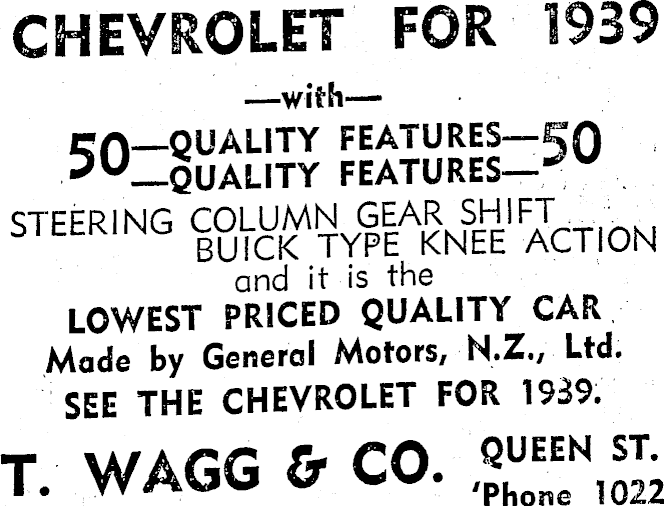 CHEVROLET FOR 1939
—with—
50—QUALITY FEATURES—50
—QUALITY FEATURES—
STEERING COLUMN GEAR SHIFT
BUICK TYPE KNEE ACTION
and it is the
LOWEST PRICED QUALITY CAR
Made by General Motors, N.Z., Ltd.
SEE THE CHEVROLET FOR 1939.
T. WAGG & CO. QUEEN ST.
'Phone 1022